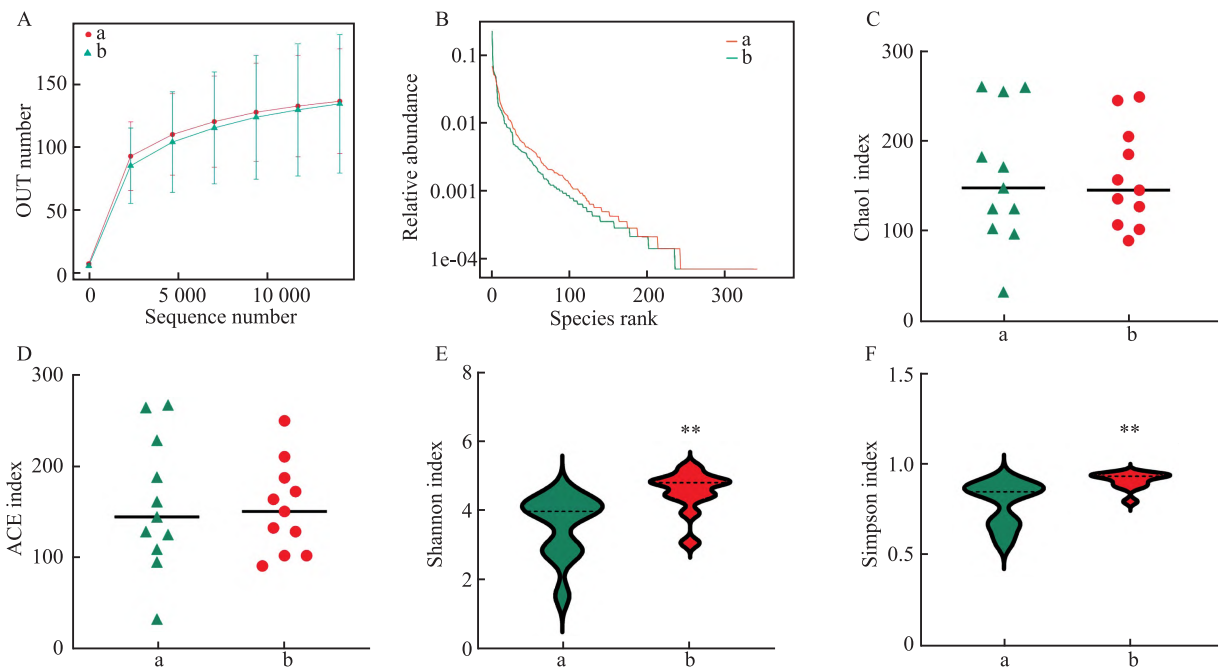 A
a
b
OUT number
150
100
50
0
0
5 000
10 000
Sequence number
B
a
b
Relative abundance
0.1
0.01
0.001
1e-04
0
100
200
300
Species rank
C
Chao1 index
300
200
100
0
a
b
D
ACE index
300
200
100
0
a
b
E
Shannon index
8
6
4
2
0
**
a
b
F
Simpson index
1.5
1.0
0.5
0
**
a
b